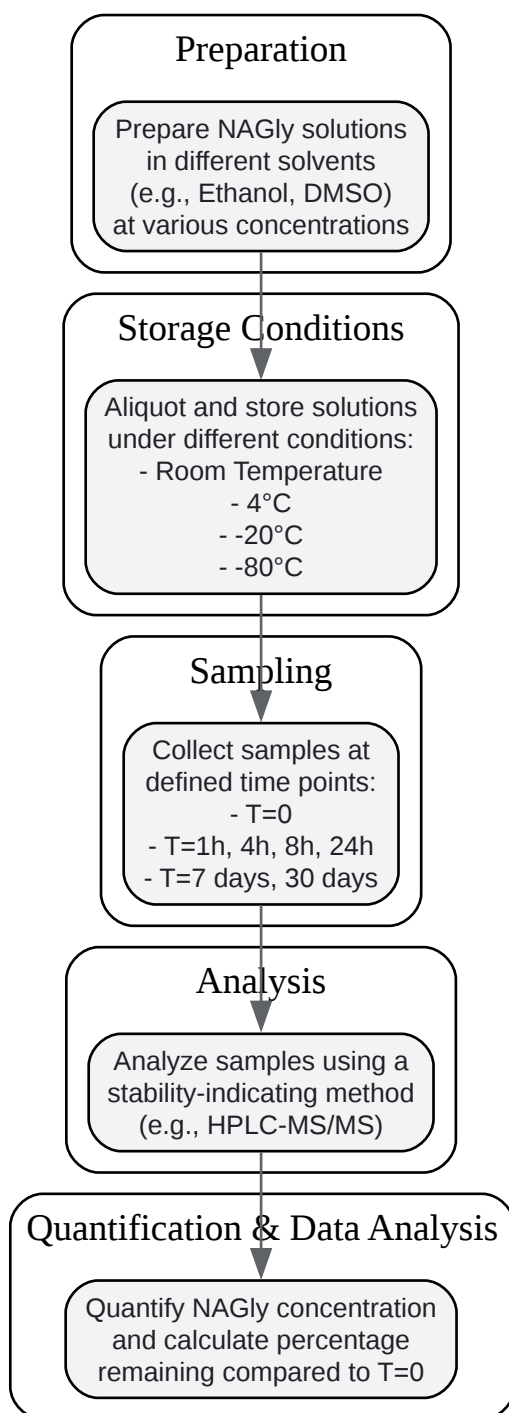 Preparation
Prepare NAGly solutions
in different solvents
(e.g., Ethanol, DMSO)
at various concentrations
Storage Conditions
Aliquot and store solutions
under different conditions:
- Room Temperature
- 4°C
- -20°C
- -80°C
Sampling
Collect samples at
defined time points:
- T=0
- T=1h, 4h, 8h, 24h
- T=7 days, 30 days
Analysis
Analyze samples using a
stability-indicating method
(e.g., HPLC-MS/MS)
Quantification & Data Analysis
Quantify NAGly concentration
and calculate percentage
remaining compared to T=0